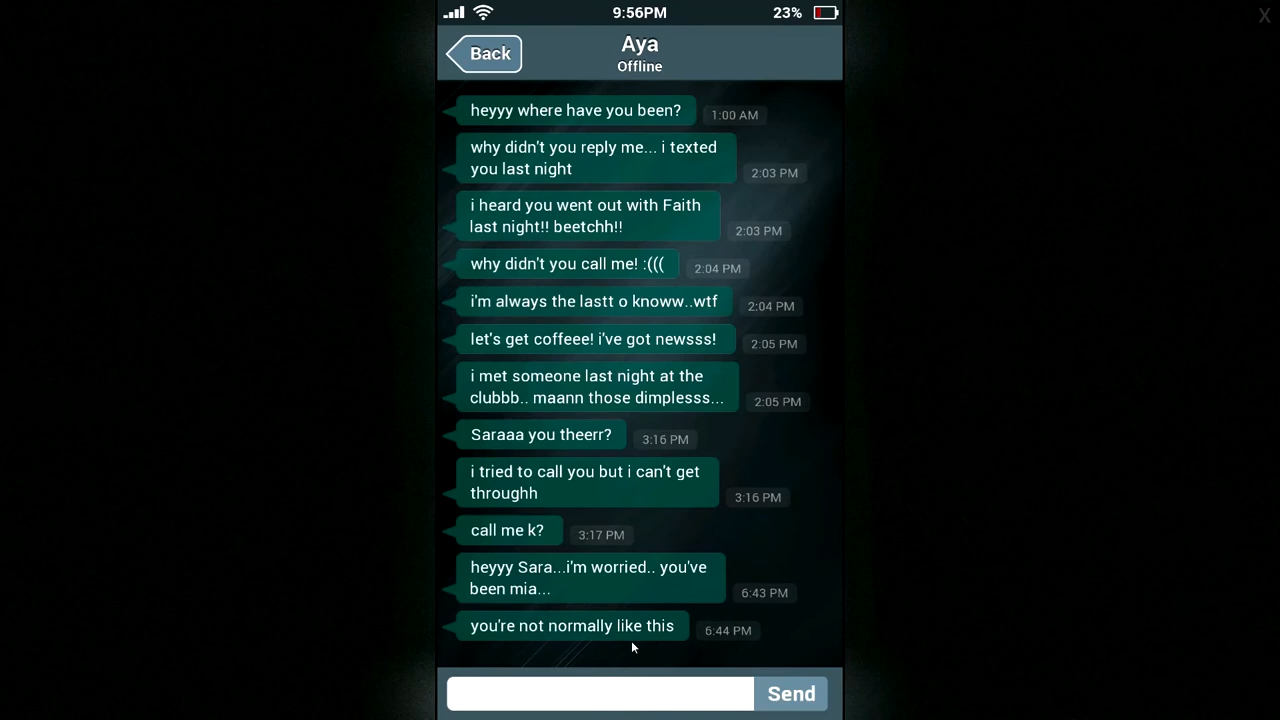 9:56PM
23%
X
Back
Aya
Offline
heyyy where have you been?
1:00 AM
why didn't you reply me... i texted
you last night
2:03 PM
i heard you went out with Faith
last night!! beetchh!!
2:03 PM
why didn't you call me! :(((
2:04 PM
i'm always the lastt o knoww..wtf
2:04 PM
let's get coffeee! i've got newsss!
2:05 PM
i met someone last night at the
clubbb.. maann those dimplesss...
2:05 PM
Saraaa you theerr?
3:16 PM
i tried to call you but i can't get
throughh
3:16 PM
call me k?
3:17 PM
heyyy Sara...i'm worried.. you've
been mia...
6:43 PM
you're not normally like this
6:44 PM
Send